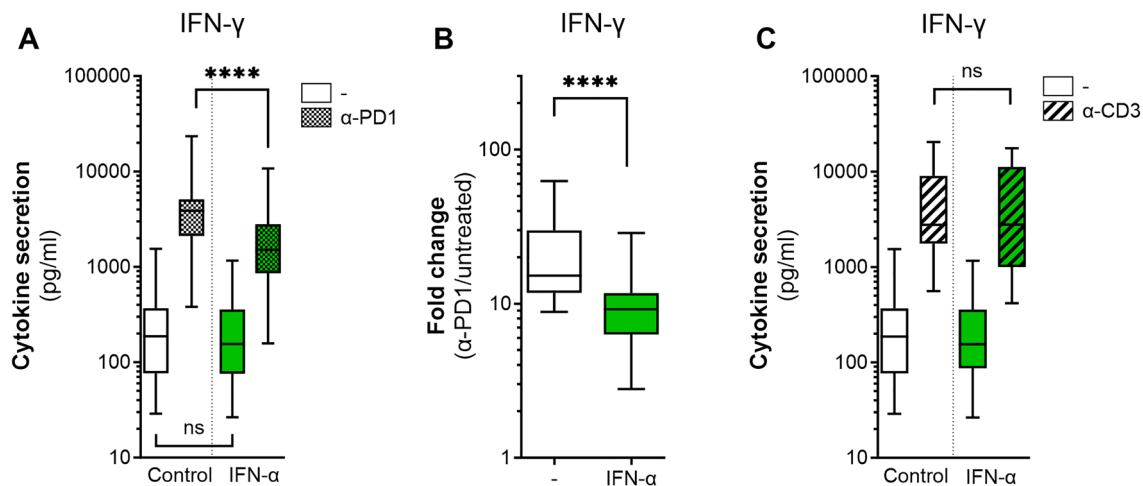 A
IFN-γ
****
-
α-PD1
100000
10000
1000
100
10
Cytokine secretion
(pg/ml)
ns
Control
IFN-α
B
IFN-γ
****
100
10
1
Fold change
(α-PD1/untreated)
-
IFN-α
C
IFN-γ
ns
-
α-CD3
100000
10000
1000
100
10
Cytokine secretion
(pg/ml)
Control
IFN-α